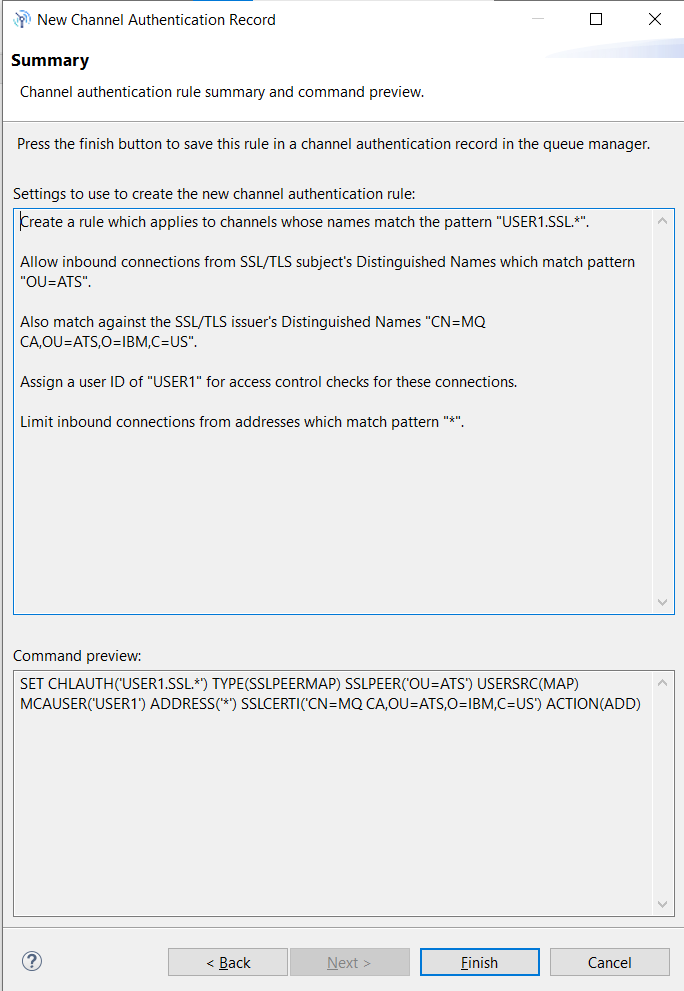 New Channel Authentication Record
Summary
Channel authentication rule summary and command preview.
Press the finish button to save this rule in a channel authentication record in the queue manager.
Settings to use to create the new channel authentication rule:
Create a rule which applies to channels whose names match the pattern "USER1.SSL.*".
Allow inbound connections from SSL/TLS subject's Distinguished Names which match pattern
"OU=ATS".
Also match against the SSL/TLS issuer's Distinguished Names "CN=MQ
CA,OU=ATS,O=IBM,C=US".
Assign a user ID of "USER1" for access control checks for these connections.
Limit inbound connections from addresses which match pattern "*".
Command preview:
SET CHLAUTH('USER1.SSL.*') TYPE(SSLPEERMAP) SSLPEER('OU=ATS') USERSRC(MAP)
MCAUSER('USER1') ADDRESS('*') SSLCERTI('CN=MQ CA,OU=ATS,O=IBM,C=US') ACTION(ADD)
? < Back Next > Finish Cancel